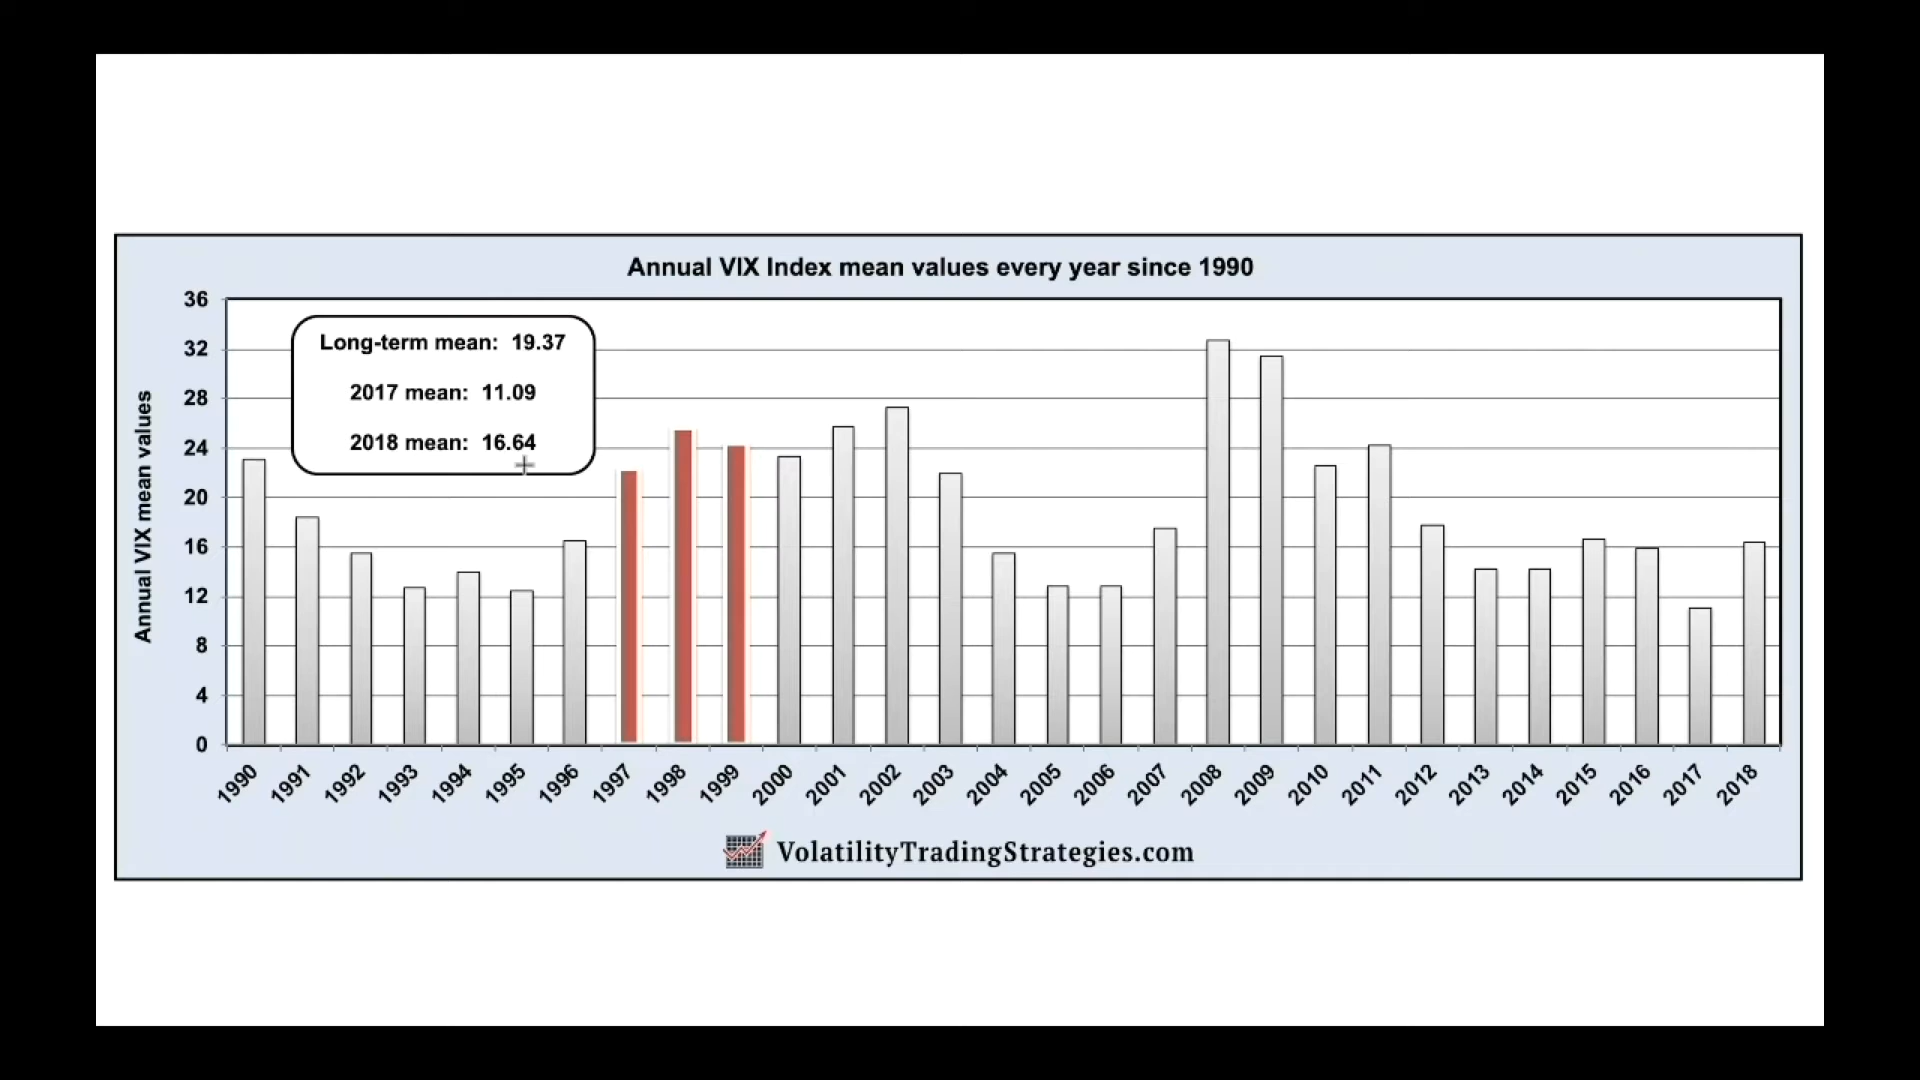 Annual VIX Index mean values every year since 1990
Annual VIX mean values
36
32
28
24
20
16
12
8
4
0
Long-term mean: 19.37
2017 mean: 11.09
2018 mean: 16.64
1990 1991 1992 1993 1994 1995 1996 1997 1998 1999 2000 2001 2002 2003 2004 2005 2006 2007 2008 2009 2010 2011 2012 2013 2014 2015 2016 2017 2018
VolatilityTradingStrategies.com